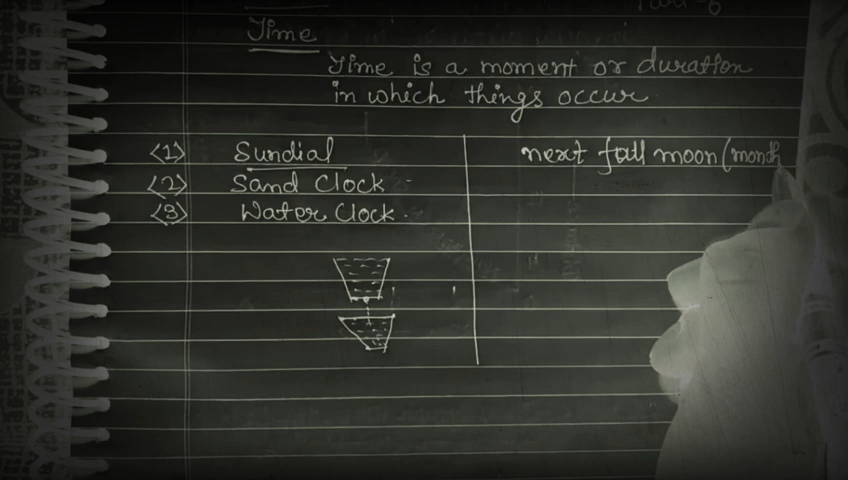 Time
Time is a moment or duration
in which things occur.
<1> Sundial
<2> Sand Clock -
<3> Water Clock.
next full moon (month